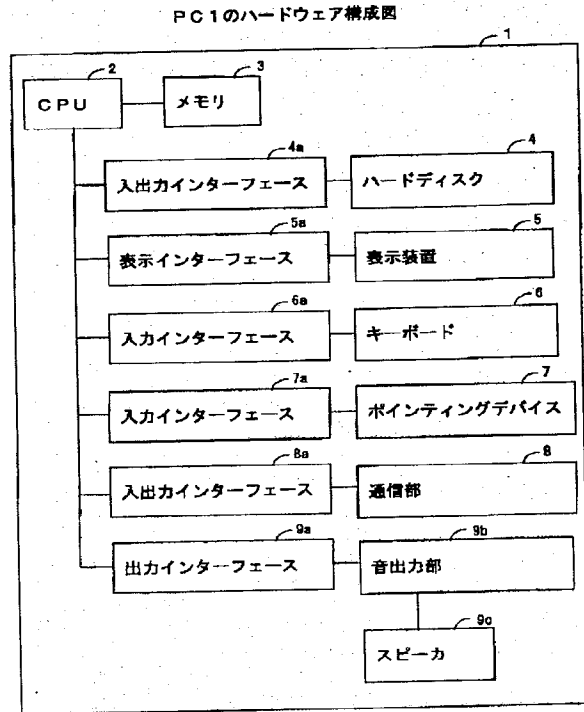 PC1のハードウェア構成図
1
2
3
CPU
メモリ
4a
4
入出力インターフェース
ハードディスク
5a
5
表示インターフェース
表示装置
6a
6
入力インターフェース
キーボード
7a
7
入力インターフェース
ポインティングデバイス
8a
8
入出力インターフェース
通信部
9a
9b
出力インターフェース
音出力部
9c
スピーカ